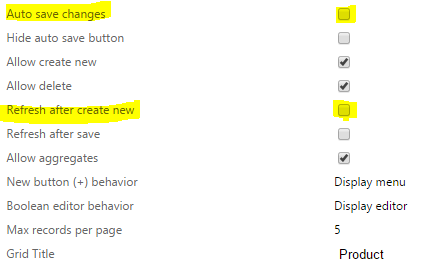 Auto save changes
Hide auto save button
Allow create new
Allow delete
Refresh after create new
Refresh after save
Allow aggregates
New button (+) behavior Display menu
Boolean editor behavior Display editor
Max records per page 5
Grid Title Product